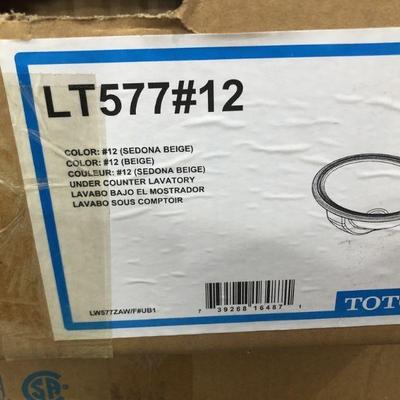 LT577#12
COLOR: #12 (SEDONA BEIGE)
COLOR: #12 (BEIGE)
COULEUR: #12 (SEDONA BEIGE)
UNDER COUNTER LAVATORY
LAVABO BAJO EL MOSTRADOR
LAVABO SOUS COMPTOIR
LW577ZAW/F#UB1
7 39268 16487 1
TOTO
SA